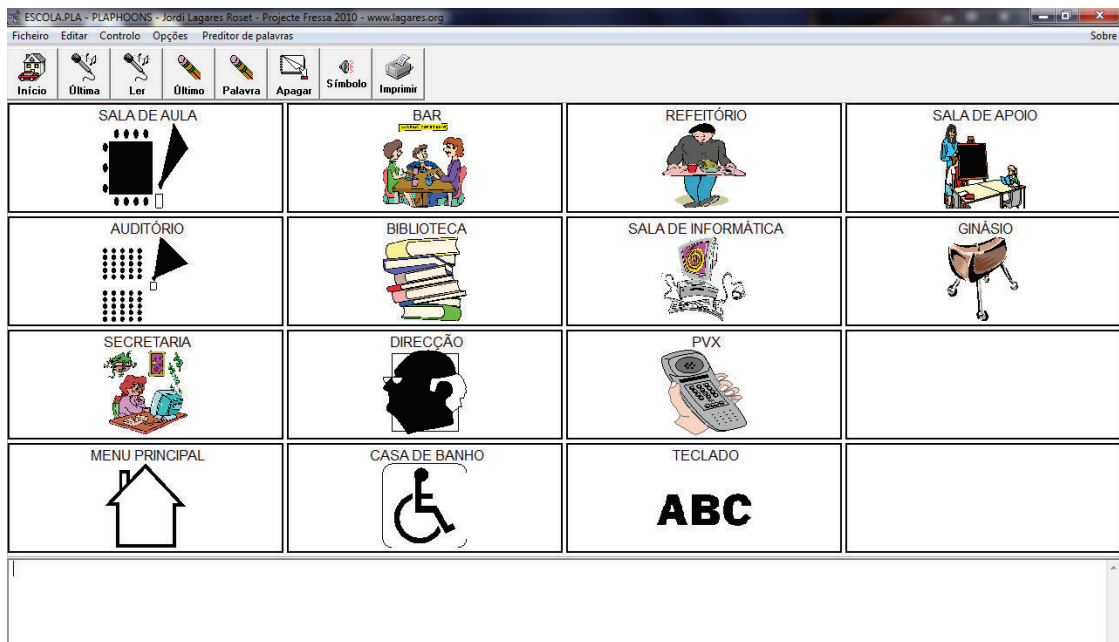 ESCOLA.PLA - PLAPHOONS - Jordi Lagares Roset - Projecte Fressa 2010 - www.lagares.org
Ficheiro Editar Controlo Opções Preditor de palavras Sobre
Início Última Ler Último Palavra Apagar Símbolo Imprimir
SALA DE AULA BAR REFEITÓRIO SALA DE APOIO
AUDITÓRIO BIBLIOTECA SALA DE INFORMÁTICA GINÁSIO
SECRETARIA DIRECÇÃO PVX
MENU PRINCIPAL CASA DE BANHO TECLADO
ABC